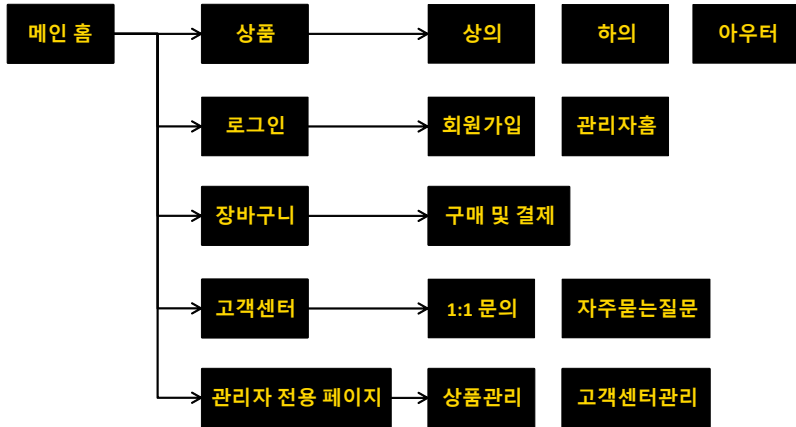 메인 홈
상품
상의
하의
아우터
로그인
회원가입
관리자홈
장바구니
구매 및 결제
고객센터
1:1 문의
자주묻는질문
관리자 전용 페이지
상품관리
고객센터관리